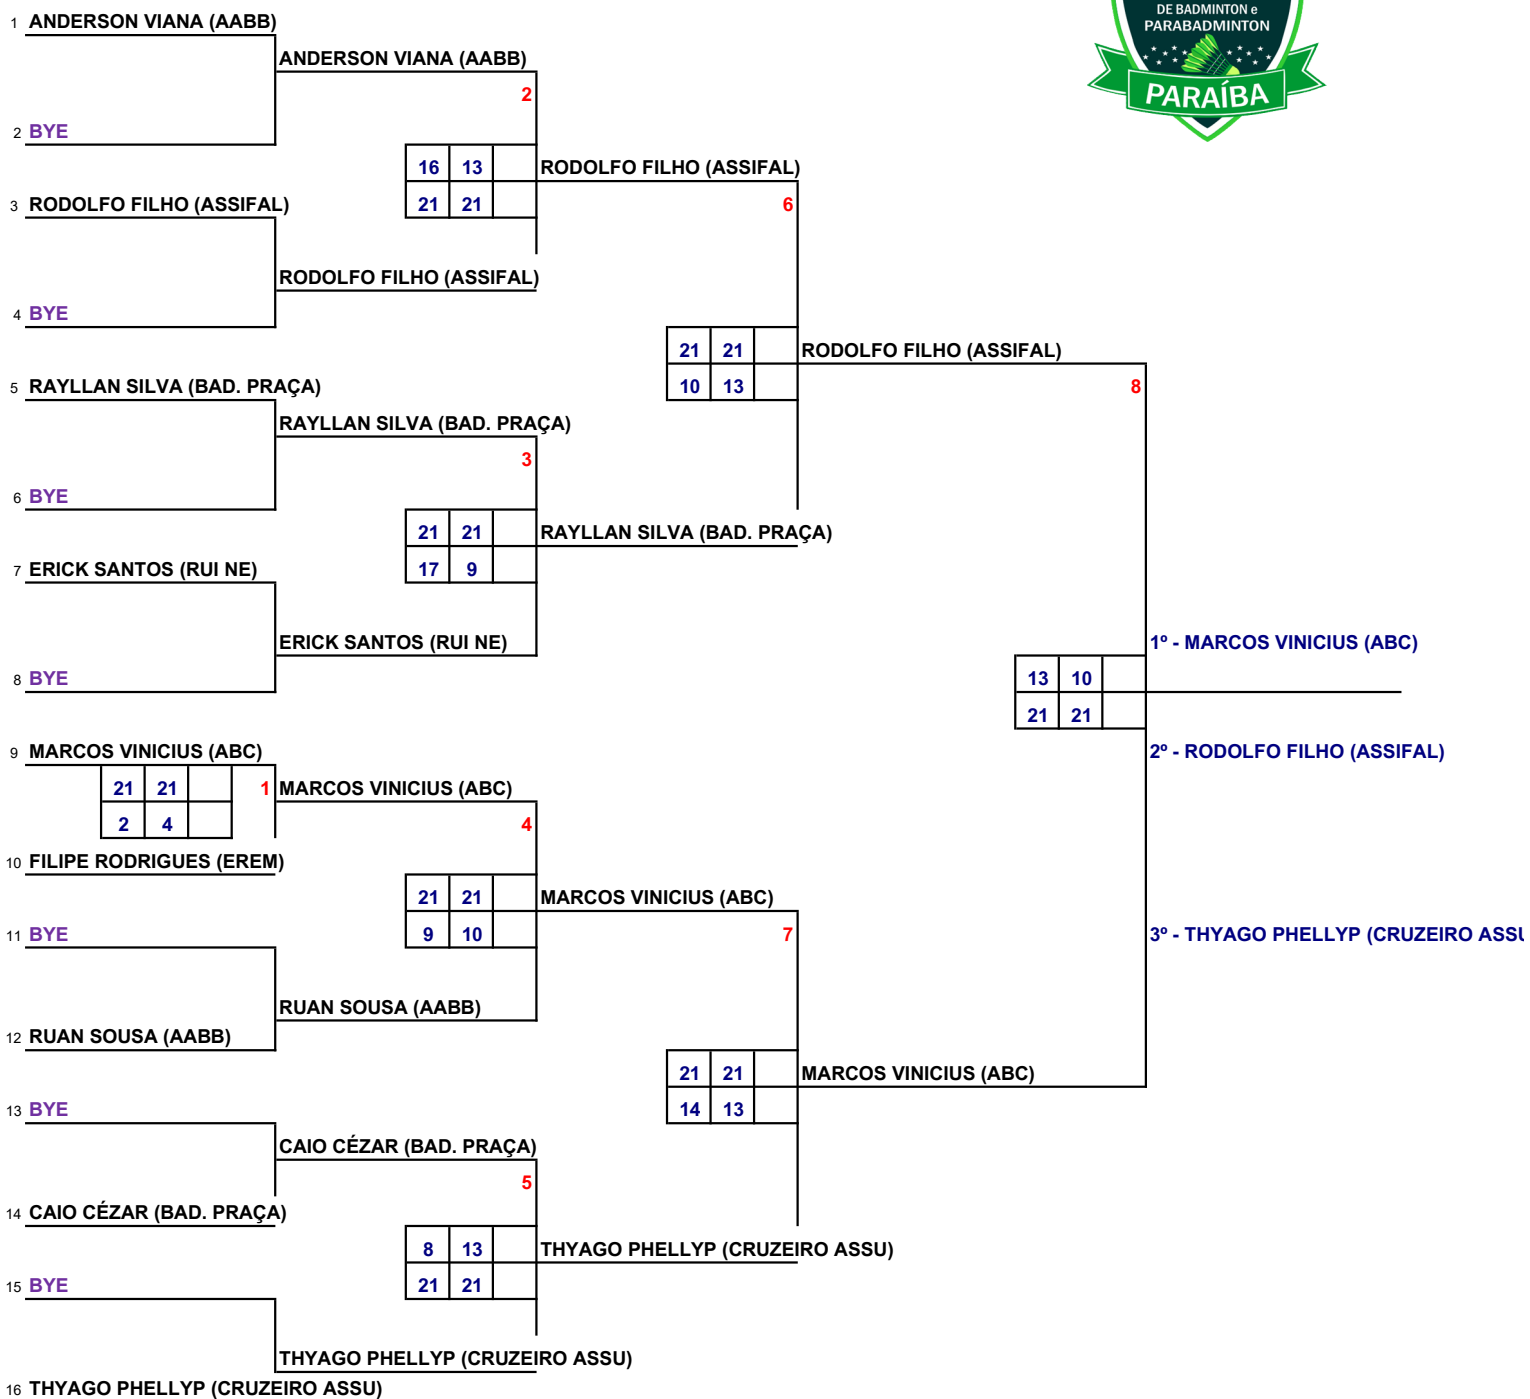 DE BADMINTON e
PARABADMINTON
PARAÍBA
1 ANDERSON VIANA (AABB)
ANDERSON VIANA (AABB)
2
2 BYE
16 13
RODOLFO FILHO (ASSIFAL)
3 RODOLFO FILHO (ASSIFAL)
21 21
6
RODOLFO FILHO (ASSIFAL)
4 BYE
21 21
RODOLFO FILHO (ASSIFAL)
5 RAYLLAN SILVA (BAD. PRAÇA)
10 13
8
RAYLLAN SILVA (BAD. PRAÇA)
3
6 BYE
21 21
RAYLLAN SILVA (BAD. PRAÇA)
7 ERICK SANTOS (RUI NE)
17 9
ERICK SANTOS (RUI NE)
1º - MARCOS VINICIUS (ABC)
8 BYE
13 10
21 21
9 MARCOS VINICIUS (ABC)
2º - RODOLFO FILHO (ASSIFAL)
21 21
1
MARCOS VINICIUS (ABC)
2 4
4
10 FILIPE RODRIGUES (EREM)
21 21
MARCOS VINICIUS (ABC)
11 BYE
9 10
7
3º - THYAGO PHELLYP (CRUZEIRO ASSU
RUAN SOUSA (AABB)
12 RUAN SOUSA (AABB)
21 21
MARCOS VINICIUS (ABC)
13 BYE
14 13
CAIO CÉZAR (BAD. PRAÇA)
5
14 CAIO CÉZAR (BAD. PRAÇA)
8 13
THYAGO PHELLYP (CRUZEIRO ASSU)
15 BYE
21 21
THYAGO PHELLYP (CRUZEIRO ASSU)
16 THYAGO PHELLYP (CRUZEIRO ASSU)